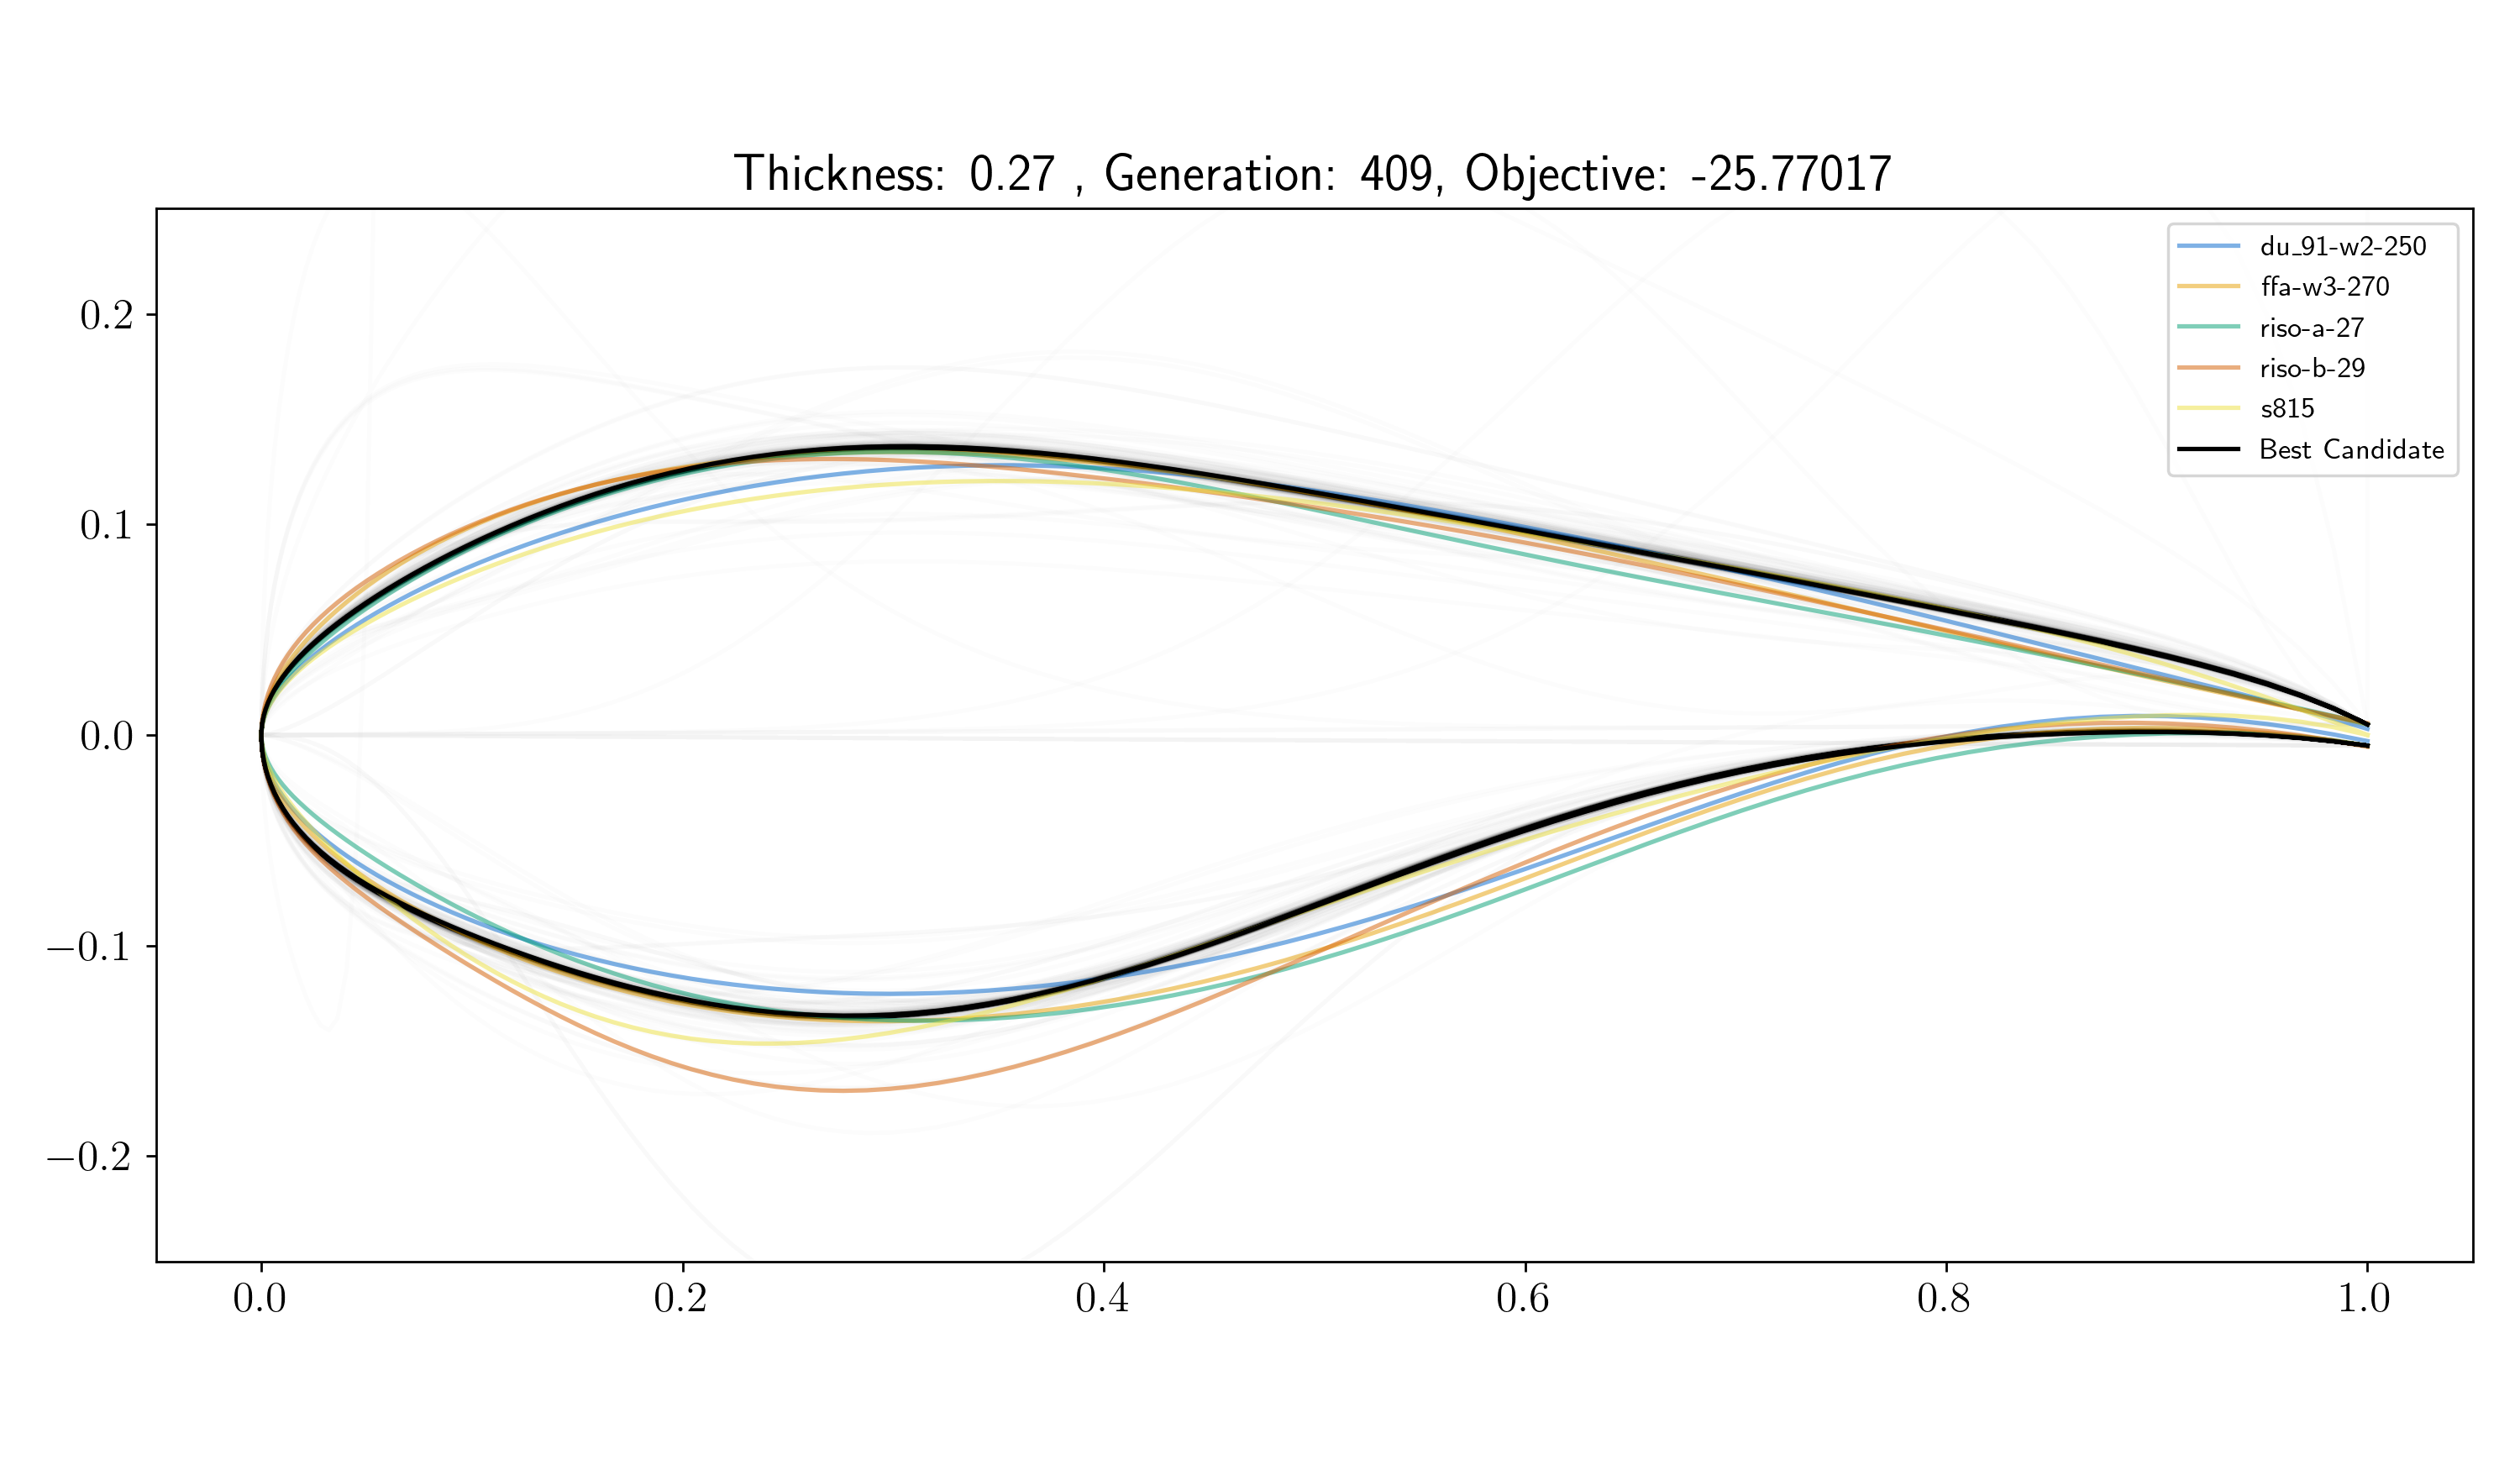 Thickness: 0.27 , Generation: 409, Objective: -25.77017
du_91-w2-250
ffa-w3-270
riso-a-27
riso-b-29
s815
Best Candidate
0.2
0.1
0.0
−0.1
−0.2
0.0 0.2 0.4 0.6 0.8 1.0